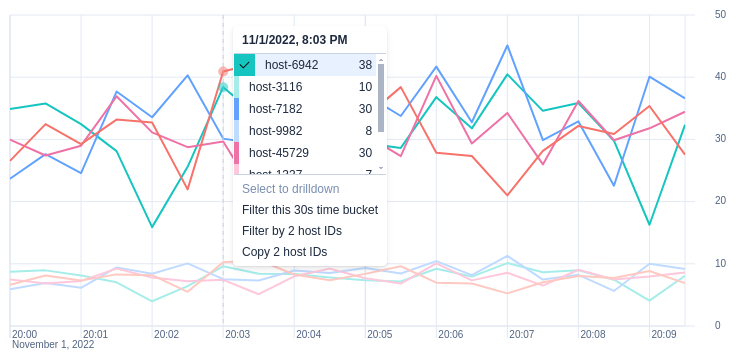 50
11/1/2022, 8:03 PM
host-6942 38
host-3116 10
host-7182 30
host-9982 8
host-45729 30
host-1327 7
Select to drilldown
Filter this 30s time bucket
Filter by 2 host IDs
Copy 2 host IDs
40
30
20
10
0
20:00 20:01 20:02 20:03 20:04 20:05 20:06 20:07 20:08 20:09
November 1, 2022